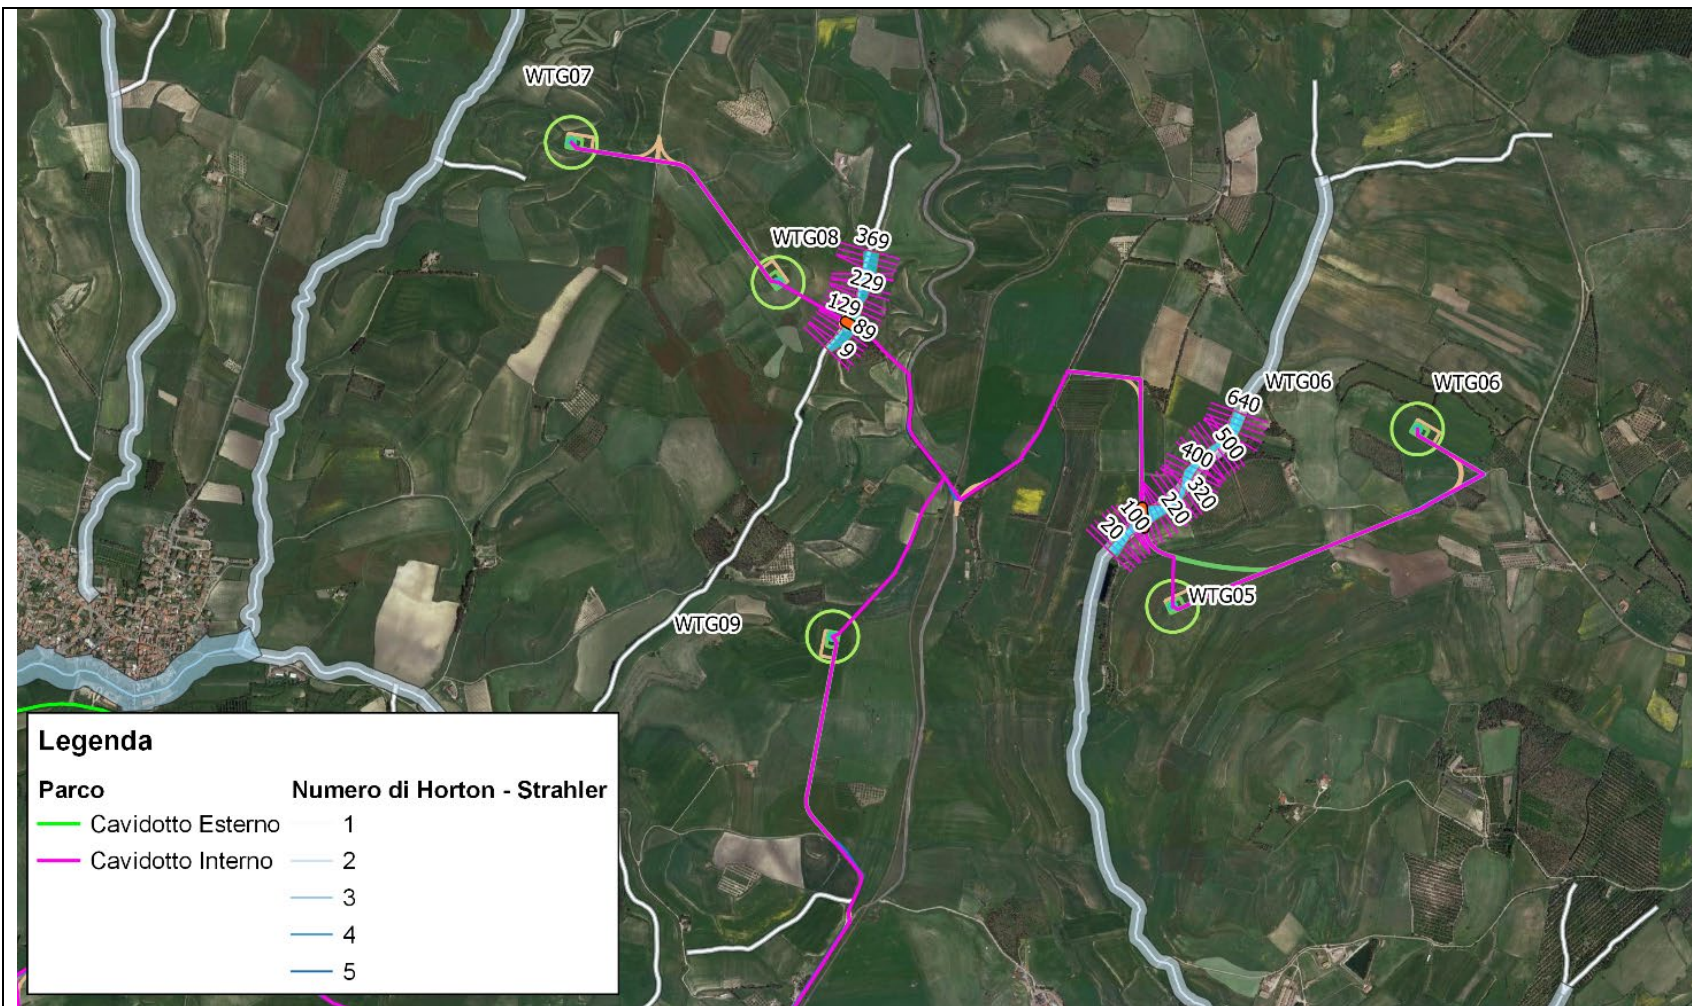 WTG07
WTG08
369
229
129
89
9
WTG06
WTG06
640
500
400
320
220
100
20
WTG05
WTG09
Legenda
Parco
Cavidotto Esterno
Cavidotto Interno
Numero di Horton - Strahler
1
2
3
4
5